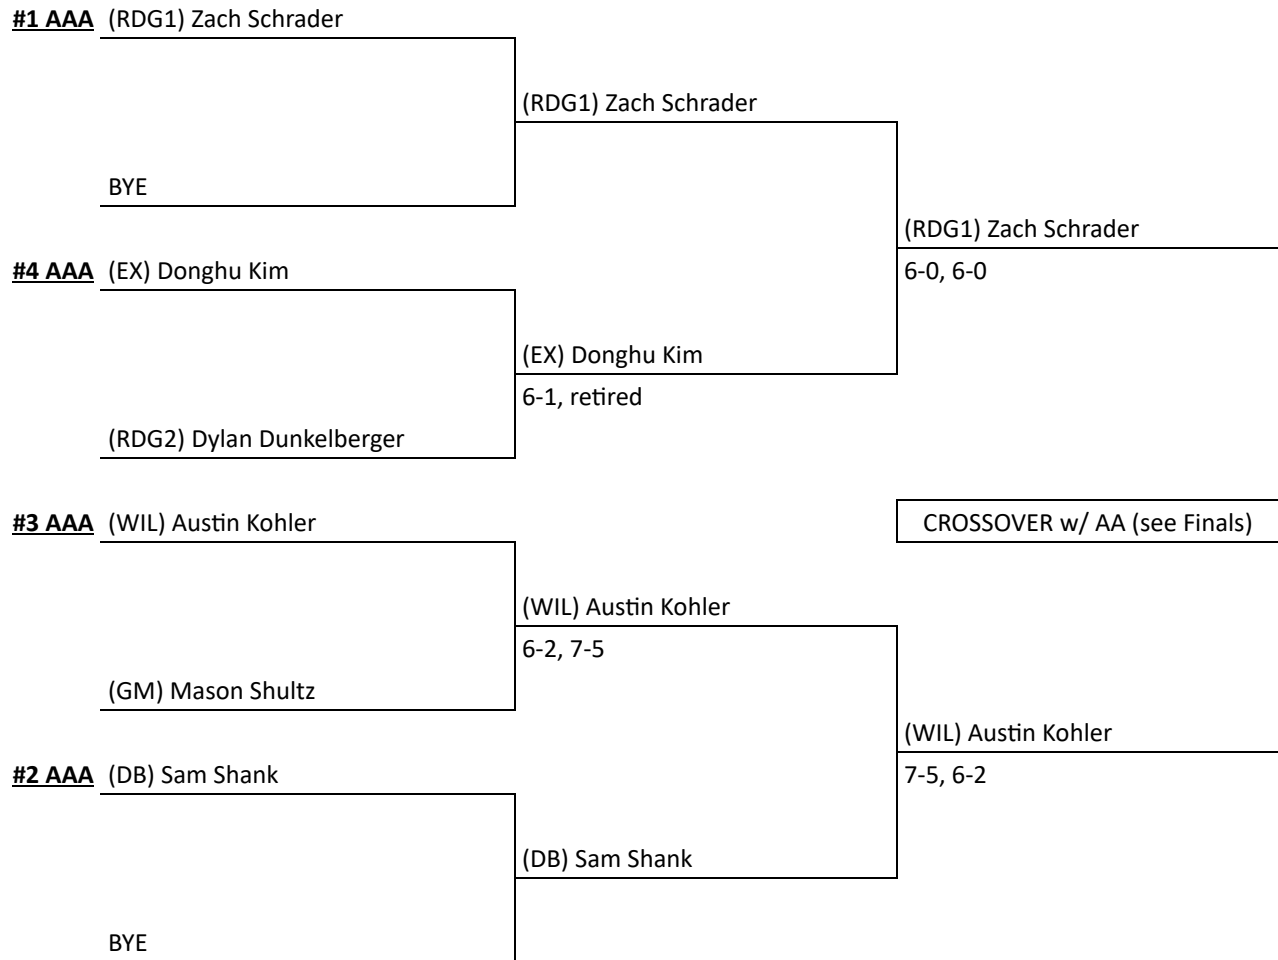 #1 AAA (RDG1) Zach Schrader
(RDG1) Zach Schrader
BYE
(RDG1) Zach Schrader
#4 AAA (EX) Donghu Kim
6-0, 6-0
(EX) Donghu Kim
6-1, retired
(RDG2) Dylan Dunkelberger
#3 AAA (WIL) Austin Kohler
CROSSOVER w/ AA (see Finals)
(WIL) Austin Kohler
6-2, 7-5
(GM) Mason Shultz
(WIL) Austin Kohler
#2 AAA (DB) Sam Shank
7-5, 6-2
(DB) Sam Shank
BYE